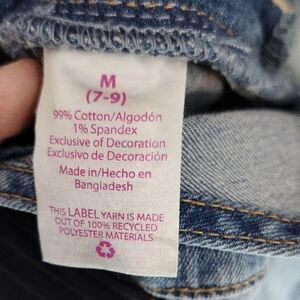 M
(7-9)
99% Cotton/Algodón
1% Spandex
Exclusive of Decoration
Exclusivo de Decoración
Made in/Hecho en
Bangladesh
THIS LABEL YARN IS MADE
OUT OF 100% RECYCLED
POLYESTER MATERIALS